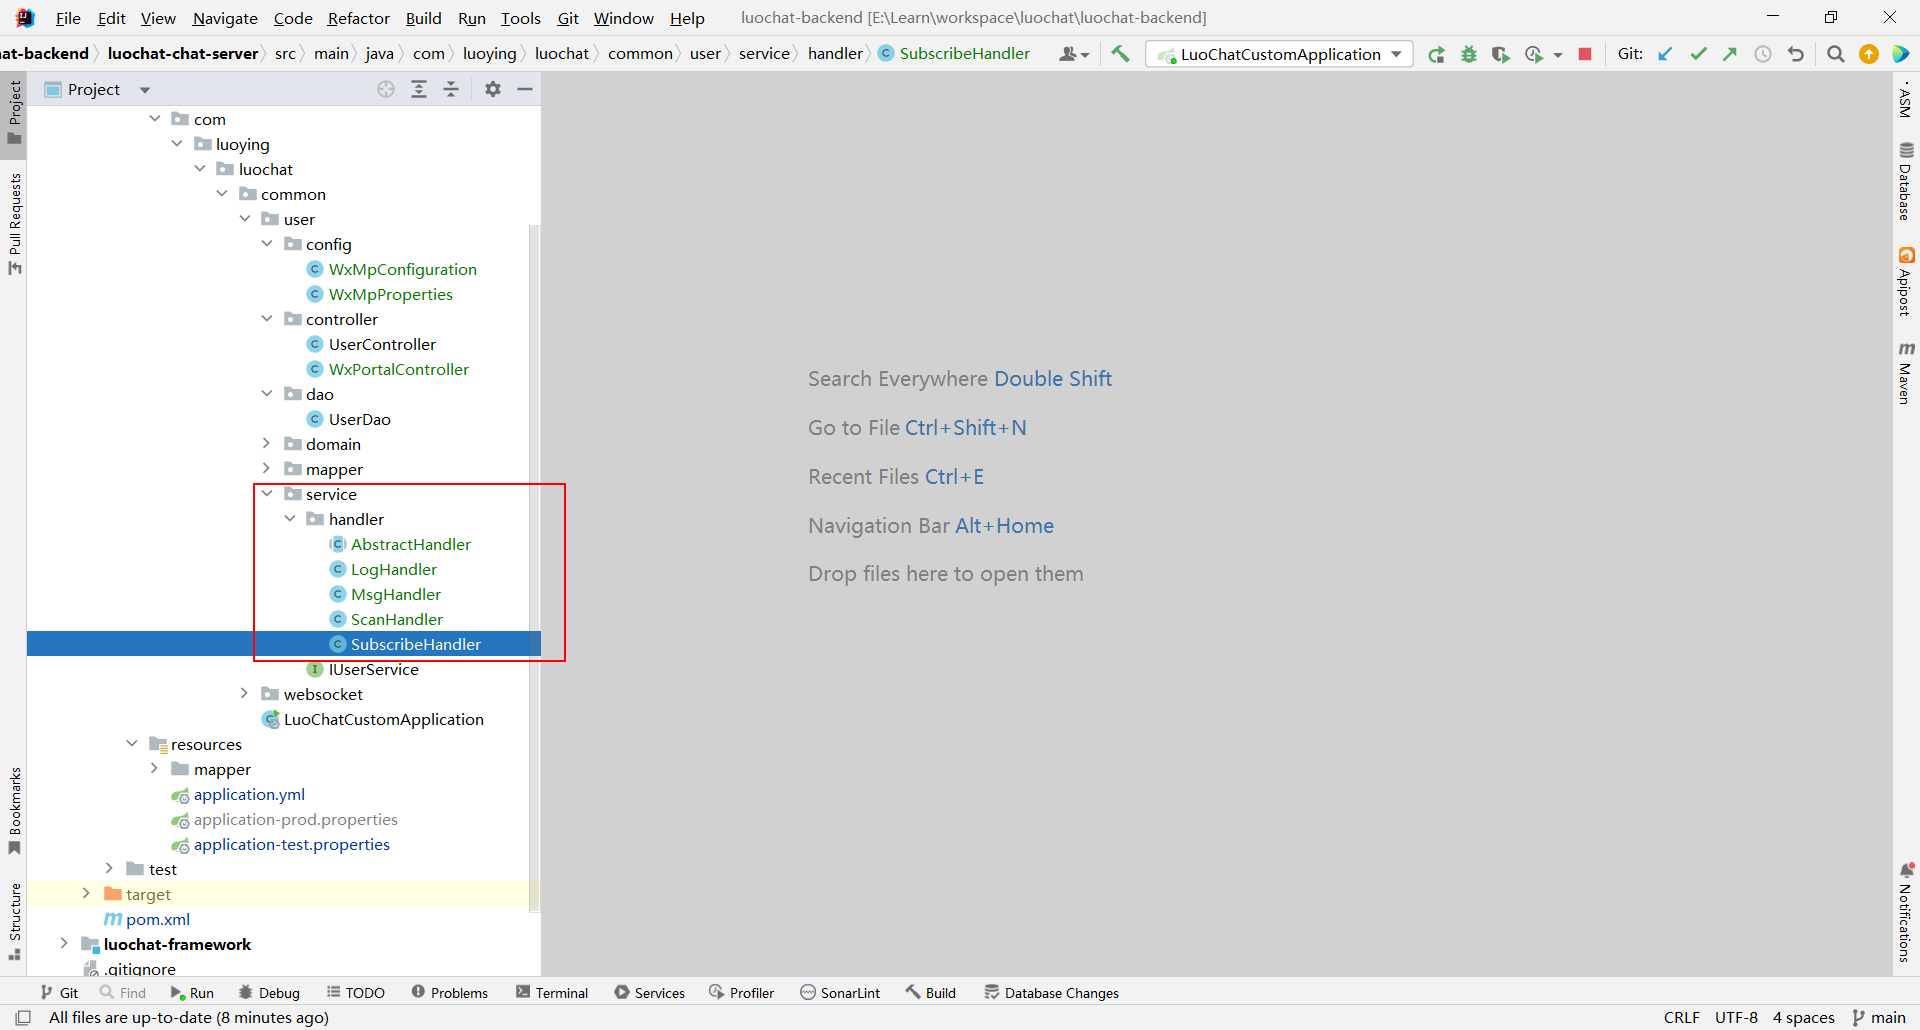 File Edit View Navigate Code Refactor Build Run Tools Git Window Help luochat-backend [E:\Learn\workspace\luochat\luochat-backend]
at-backend luochat-chat-server src main java com luoying luochat common user service handler SubscribeHandler LuoChatCustomApplication Git:
Project
com
luoying
luochat
common
user
config
WxMpConfiguration
WxMpProperties
controller
UserController
WxPortalController
dao
UserDao
domain
mapper
service
handler
AbstractHandler
LogHandler
MsgHandler
ScanHandler
SubscribeHandler
IUserService
websocket
LuoChatCustomApplication
resources
mapper
application.yml
application-prod.properties
application-test.properties
test
target
pom.xml
luochat-framework
.gitignore
Project
Pull Requests
Bookmarks
Structure
Search Everywhere Double Shift
Go to File Ctrl+Shift+N
Recent Files Ctrl+E
Navigation Bar Alt+Home
Drop files here to open them
ASM
Database
Apipost
Maven
Notifications
Git Find Run Debug TODO Problems Terminal Services Profiler SonarLint Build Database Changes
All files are up-to-date (8 minutes ago) CRLF UTF-8 4 spaces main